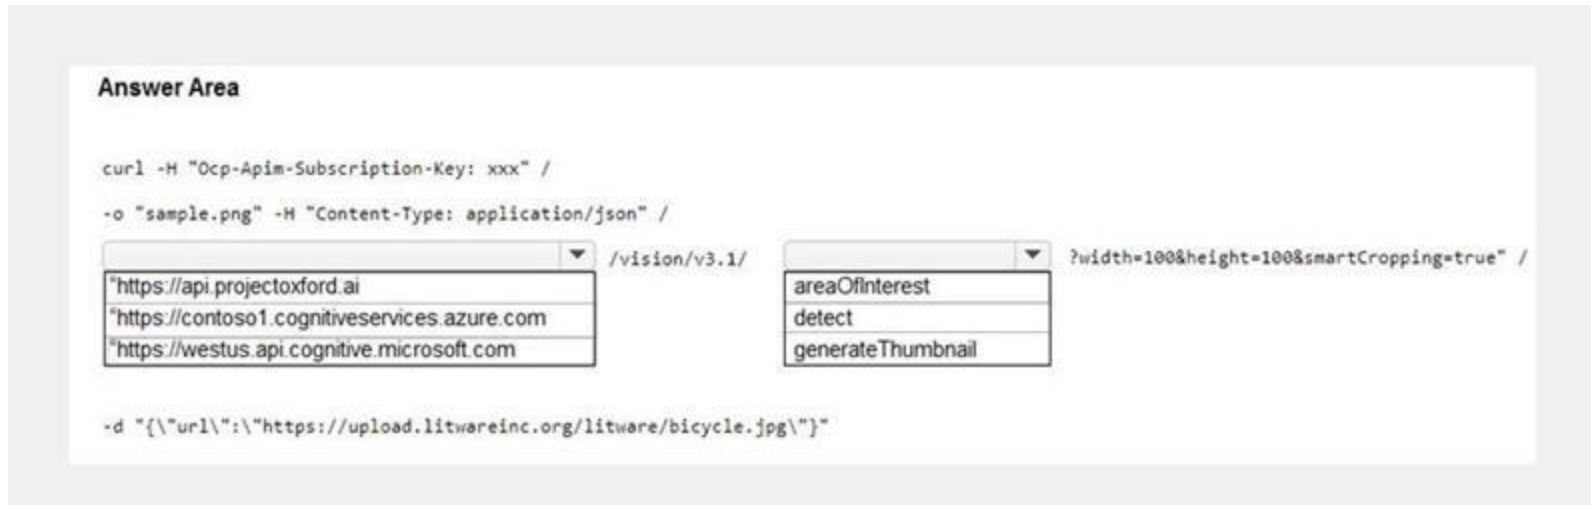 Answer Area
curl -H "Ocp-Apim-Subscription-Key: xxx" /
-o "sample.png" -H "Content-Type: application/json" /
/vision/v3.1/ ?width=100&height=100&smartCropping=true" /
"https://api.projectoxford.ai
"https://contoso1.cognitiveservices.azure.com
"https://westus.api.cognitive.microsoft.com
areaOfInterest
detect
generateThumbnail
-d "{\"url\":\"https://upload.litwareinc.org/litware/bicycle.jpg\"}"